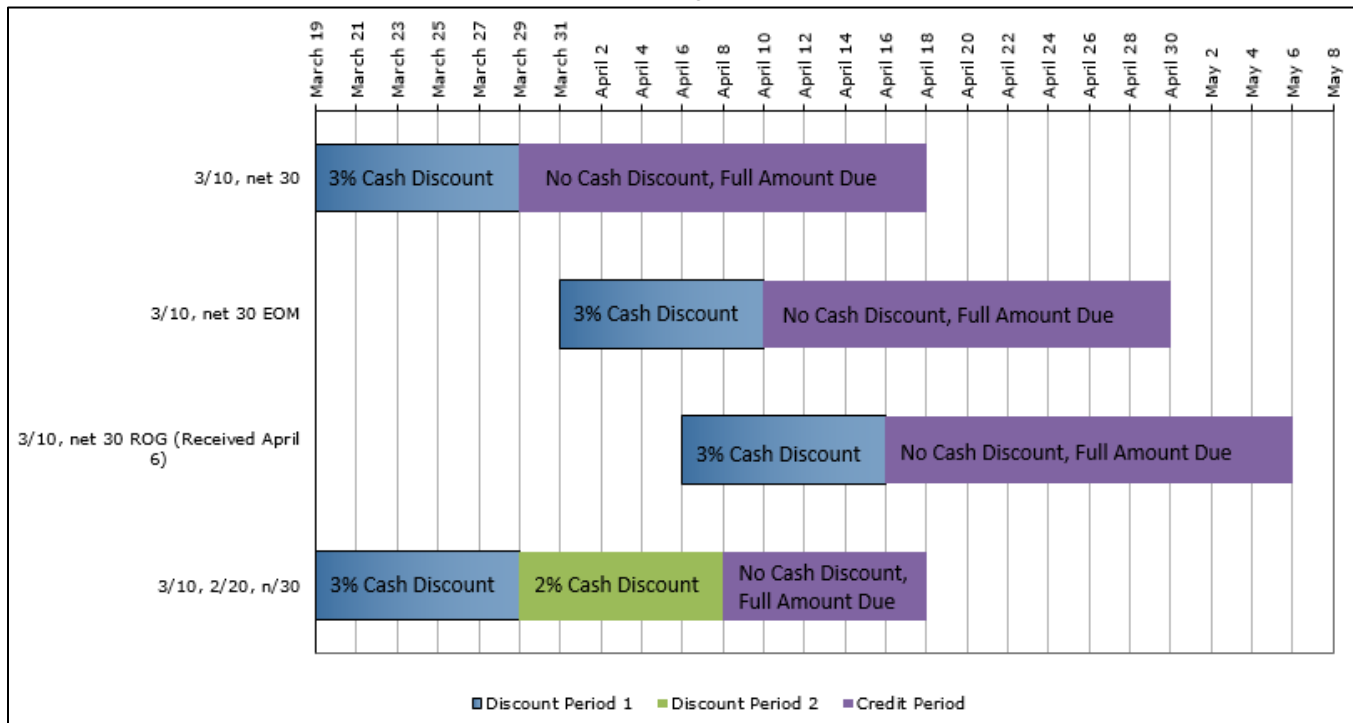 March 19
March 21
March 23
March 25
March 27
March 29
March 31
April 2
April 4
April 6
April 8
April 10
April 12
April 14
April 16
April 18
April 20
April 22
April 24
April 26
April 28
April 30
May 2
May 4
May 6
May 8
3/10, net 30
3% Cash Discount
No Cash Discount, Full Amount Due
3/10, net 30 EOM
3% Cash Discount
No Cash Discount, Full Amount Due
3/10, net 30 ROG (Received April
6)
3% Cash Discount
No Cash Discount, Full Amount Due
3/10, 2/20, n/30
3% Cash Discount
2% Cash Discount
No Cash Discount,
Full Amount Due
Discount Period 1
Discount Period 2
Credit Period